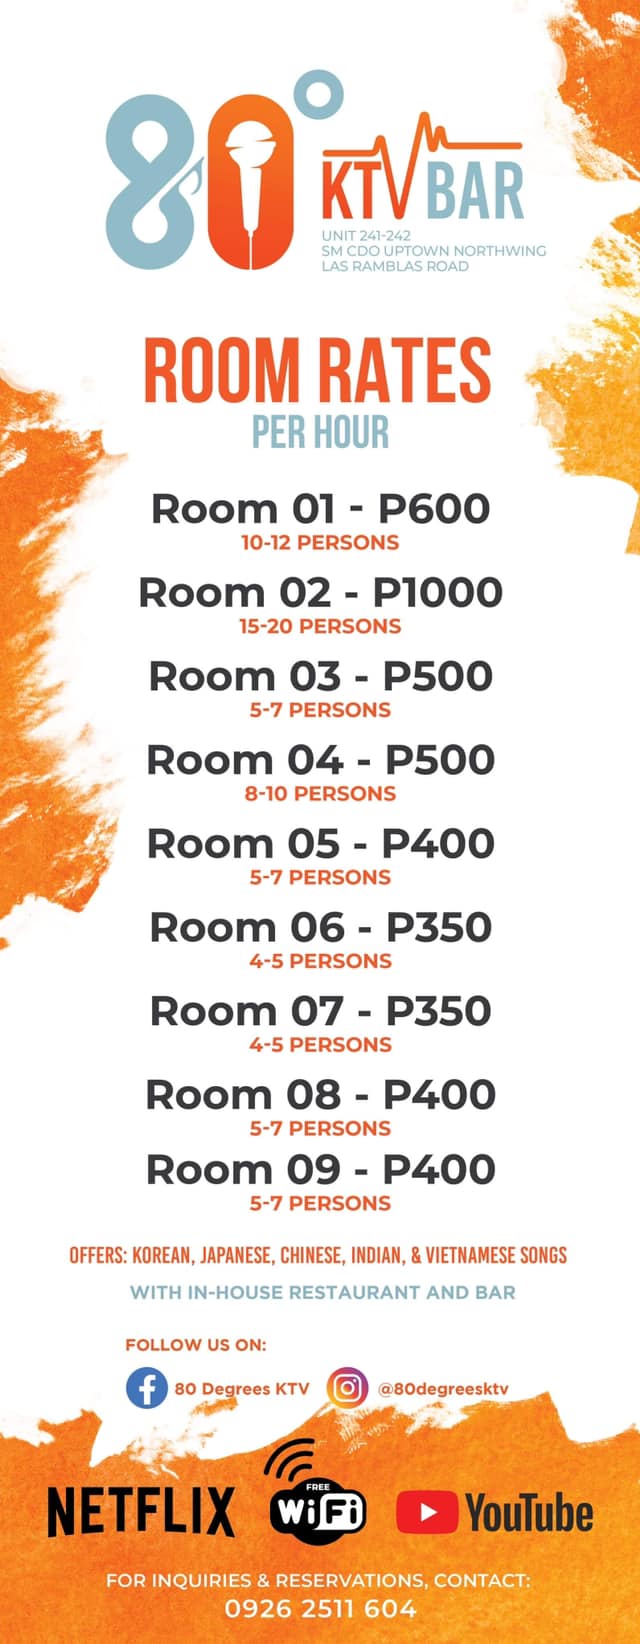 80°
KTV BAR
UNIT 241-242
SM CDO UPTOWN NORTHWING
LAS RAMBLAS ROAD
ROOM RATES
PER HOUR
Room 01 - P600
10-12 PERSONS
Room 02 - P1000
15-20 PERSONS
Room 03 - P500
5-7 PERSONS
Room 04 - P500
8-10 PERSONS
Room 05 - P400
5-7 PERSONS
Room 06 - P350
4-5 PERSONS
Room 07 - P350
4-5 PERSONS
Room 08 - P400
5-7 PERSONS
Room 09 - P400
5-7 PERSONS
OFFERS: KOREAN, JAPANESE, CHINESE, INDIAN, & VIETNAMESE SONGS
WITH IN-HOUSE RESTAURANT AND BAR
FOLLOW US ON:
80 Degrees KTV @80degreesktv
NETFLIX FREE WiFi YouTube
FOR INQUIRIES & RESERVATIONS, CONTACT:
0926 2511 604